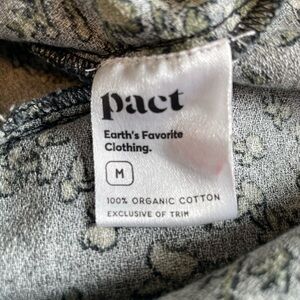 pact
Earth's Favorite
Clothing.
M
100% ORGANIC COTTON
EXCLUSIVE OF TRIM